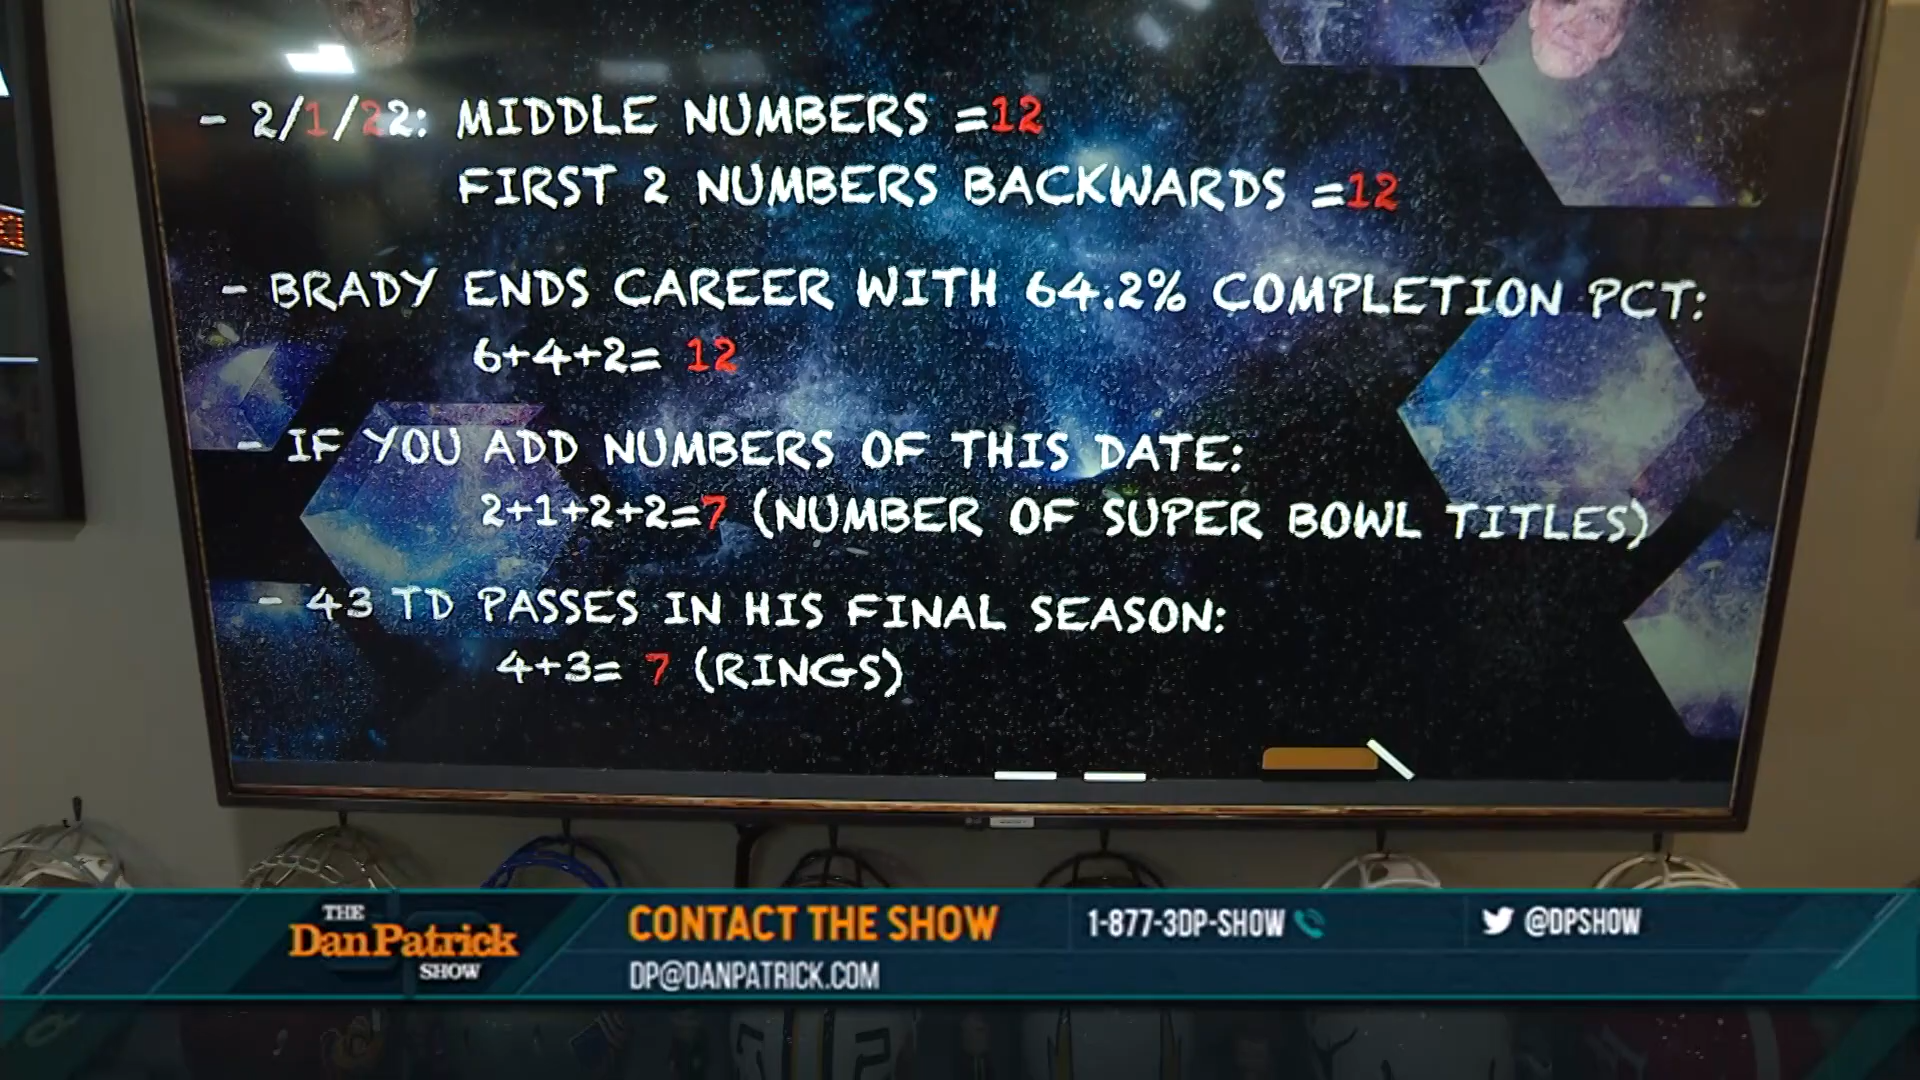 - 2/1/22: MIDDLE NUMBERS =12
FIRST 2 NUMBERS BACKWARDS =12
- BRADY ENDS CAREER WITH 64.2% COMPLETION PCT:
6+4+2= 12
- IF YOU ADD NUMBERS OF THIS DATE:
2+1+2+2=7 (NUMBER OF SUPER BOWL TITLES)
- 43 TD PASSES IN HIS FINAL SEASON:
4+3= 7 (RINGS)
THE
Dan Patrick
SHOW
CONTACT THE SHOW
DP@DANPATRICK.COM
1-877-3DP-SHOW
@DPSHOW